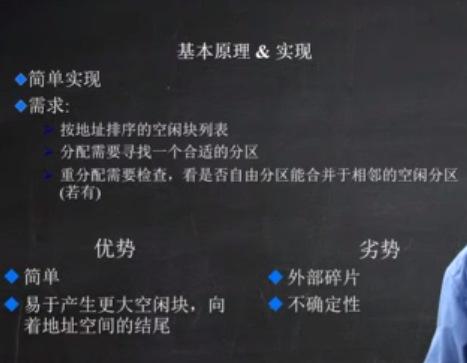 基本原理 & 实现
简单实现
需求:
按地址排序的空闲块列表
分配需要寻找一个合适的分区
重分配需要检查，看是否自由分区能合并于相邻的空闲分区
(若有)
优势
劣势
简单
外部碎片
易于产生更大空闲块，向
着地址空间的结尾
不确定性